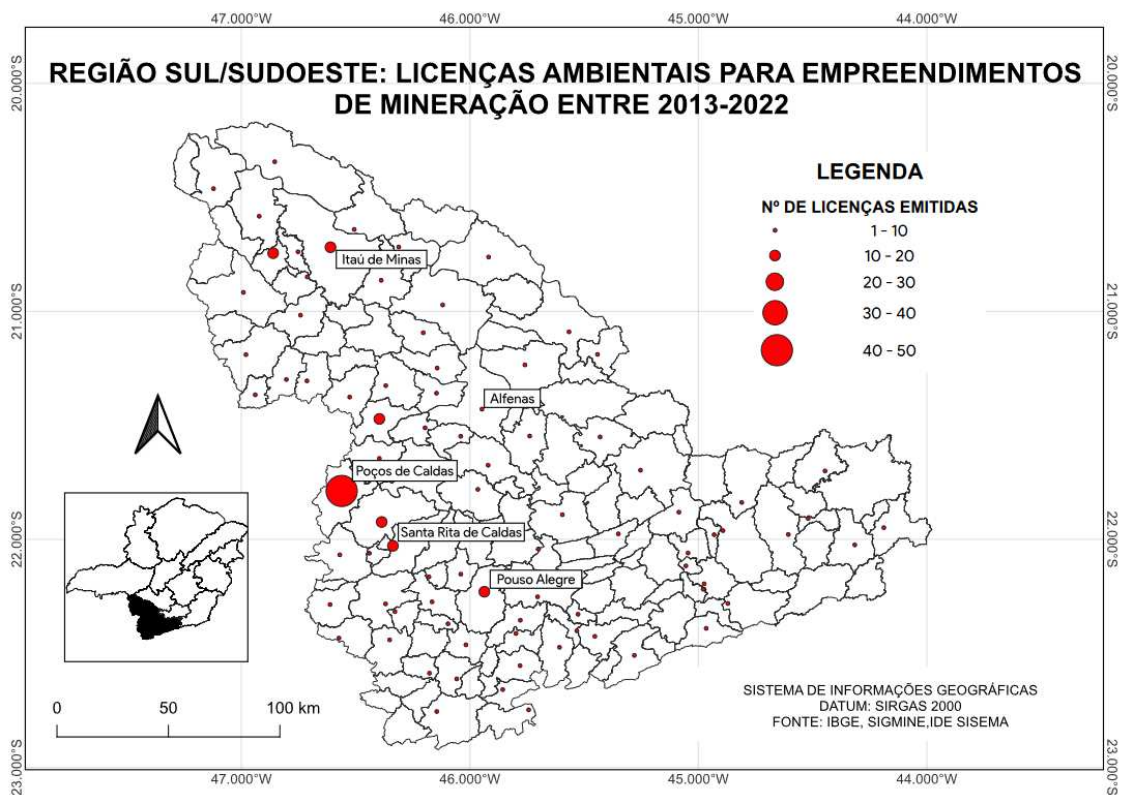 47.000°W 46.000°W 45.000°W 44.000°W
20.000°S 20.000°S
REGIÃO SUL/SUDOESTE: LICENÇAS AMBIENTAIS PARA EMPREENDIMENTOS
DE MINERAÇÃO ENTRE 2013-2022
LEGENDA
Nº DE LICENÇAS EMITIDAS
1 - 10
10 - 20
20 - 30
30 - 40
40 - 50
Itaú de Minas
21.000°S 21.000°S
Alfenas
Poços de Caldas
22.000°S 22.000°S
Santa Rita de Caldas
Pouso Alegre
0 50 100 km
SISTEMA DE INFORMAÇÕES GEOGRÁFICAS
DATUM: SIRGAS 2000
FONTE: IBGE, SIGMINE,IDE SISEMA
23.000°S 23.000°S
47.000°W 46.000°W 45.000°W 44.000°W